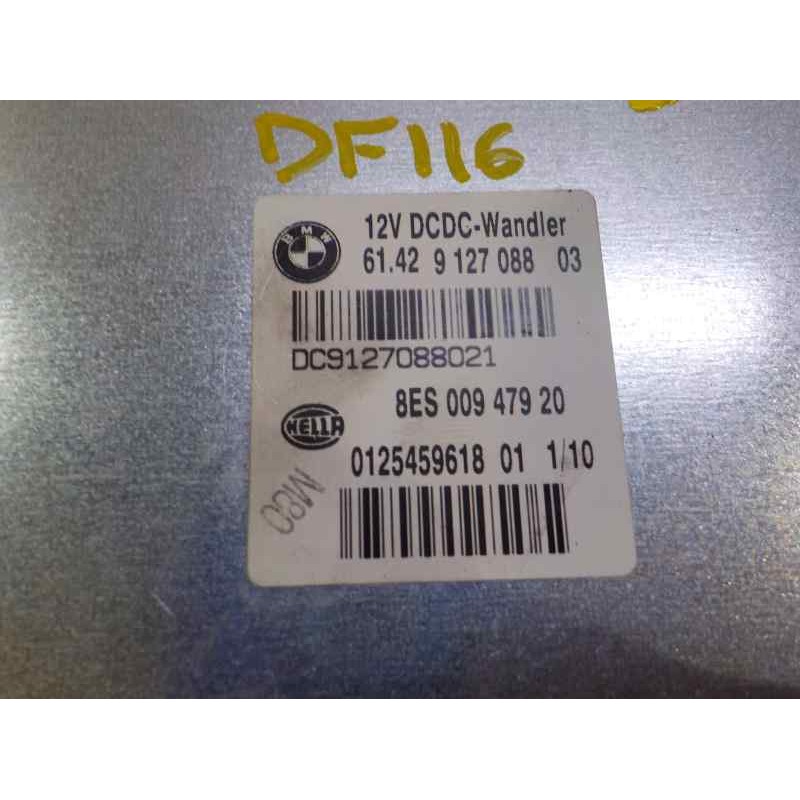 DF116
BMW
12V DCDC-Wandler
61.42 9 127 088 03
DC9127088021
8ES 009 479 20
HELLA
0125459618 01 1/10